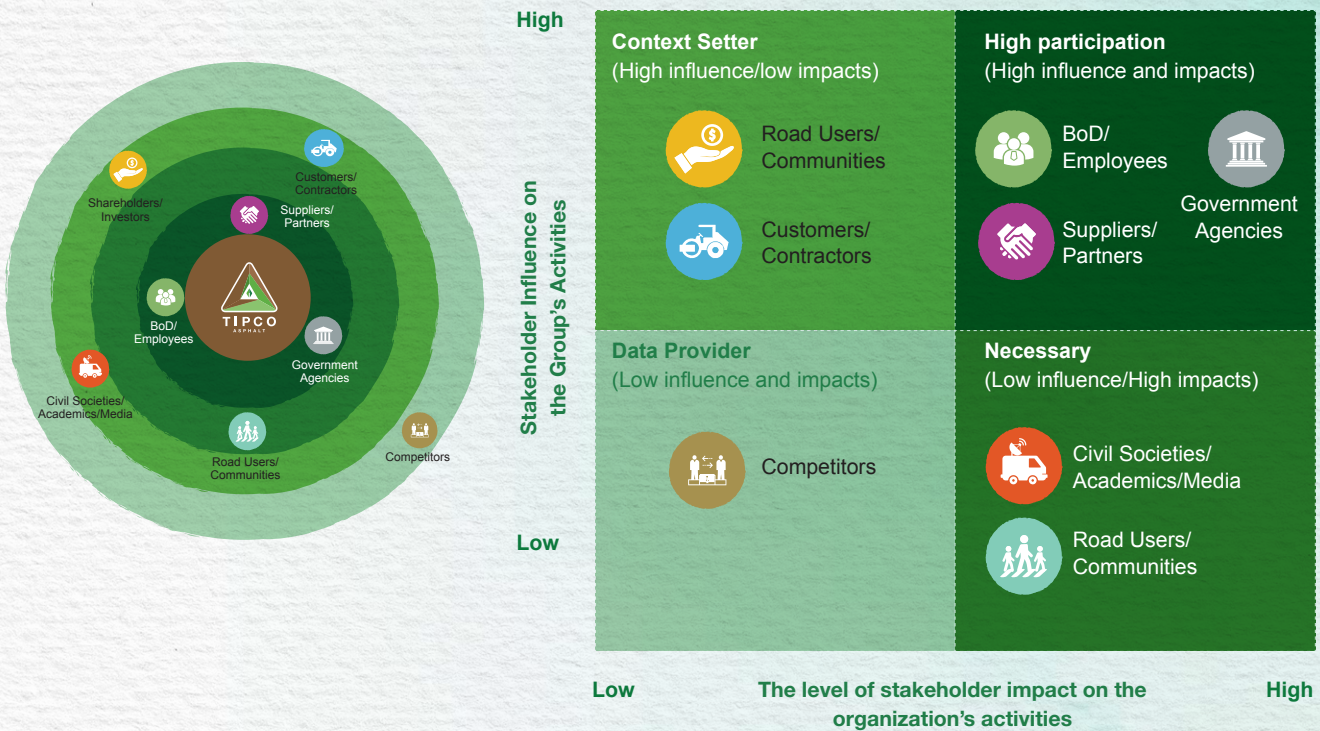 Shareholders/
Investors
Customers/
Contractors
Suppliers/
Partners
TIPCO
ASPHALT
BoD/
Employees
Government
Agencies
Civil Societies/
Academics/Media
Road Users/
Communities
Competitors
High
Stakeholder Influence on
the Group's Activities
Low
Context Setter
(High influence/low impacts)
Road Users/
Communities
Customers/
Contractors
High participation
(High influence and impacts)
BoD/
Employees
Government
Agencies
Suppliers/
Partners
Data Provider
(Low influence and impacts)
Competitors
Necessary
(Low influence/High impacts)
Civil Societies/
Academics/Media
Road Users/
Communities
Low
The level of stakeholder impact on the
organization's activities
High